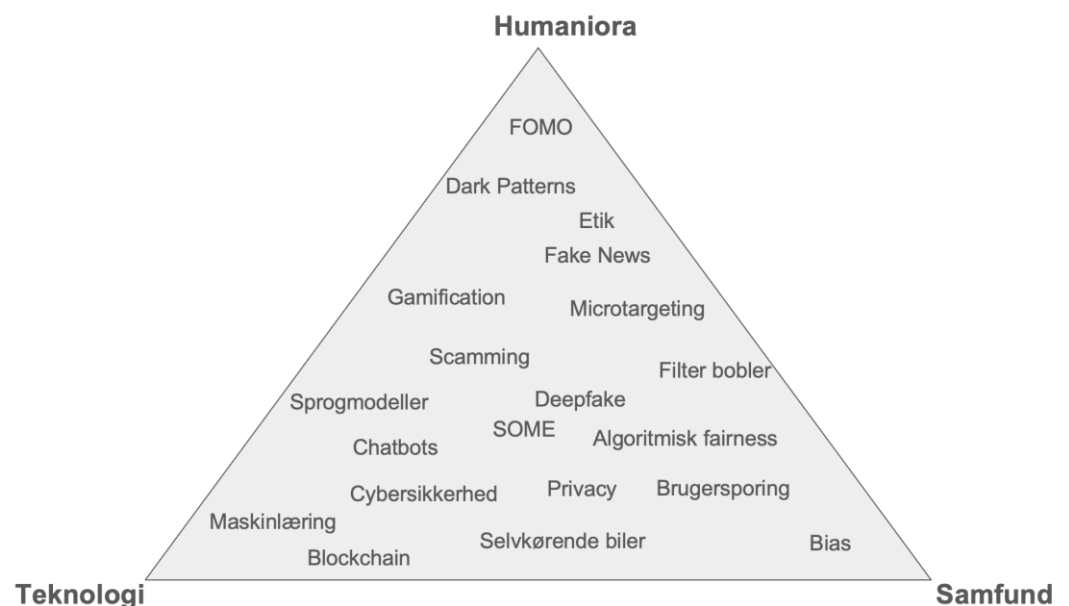 Humaniora
FOMO
Dark Patterns
Etik
Fake News
Gamification
Microtargeting
Scamming
Filter bobler
Sprogmodeller
Deepfake
SOME
Algoritmisk fairness
Chatbots
Cybersikkerhed
Privacy
Brugersporing
Maskinlæring
Selvkørende biler
Bias
Blockchain
Teknologi
Samfund